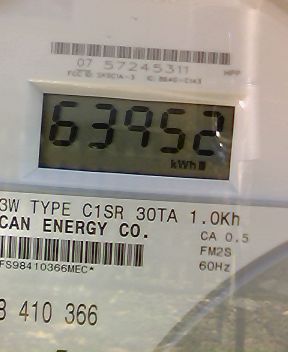 07 57245311
63952
kWh
3W TYPE C1SR 30TA 1.0Kh
CAN ENERGY CO.
CA 0.5
FM2S
60Hz
FS98410366MEC*
8 410 366